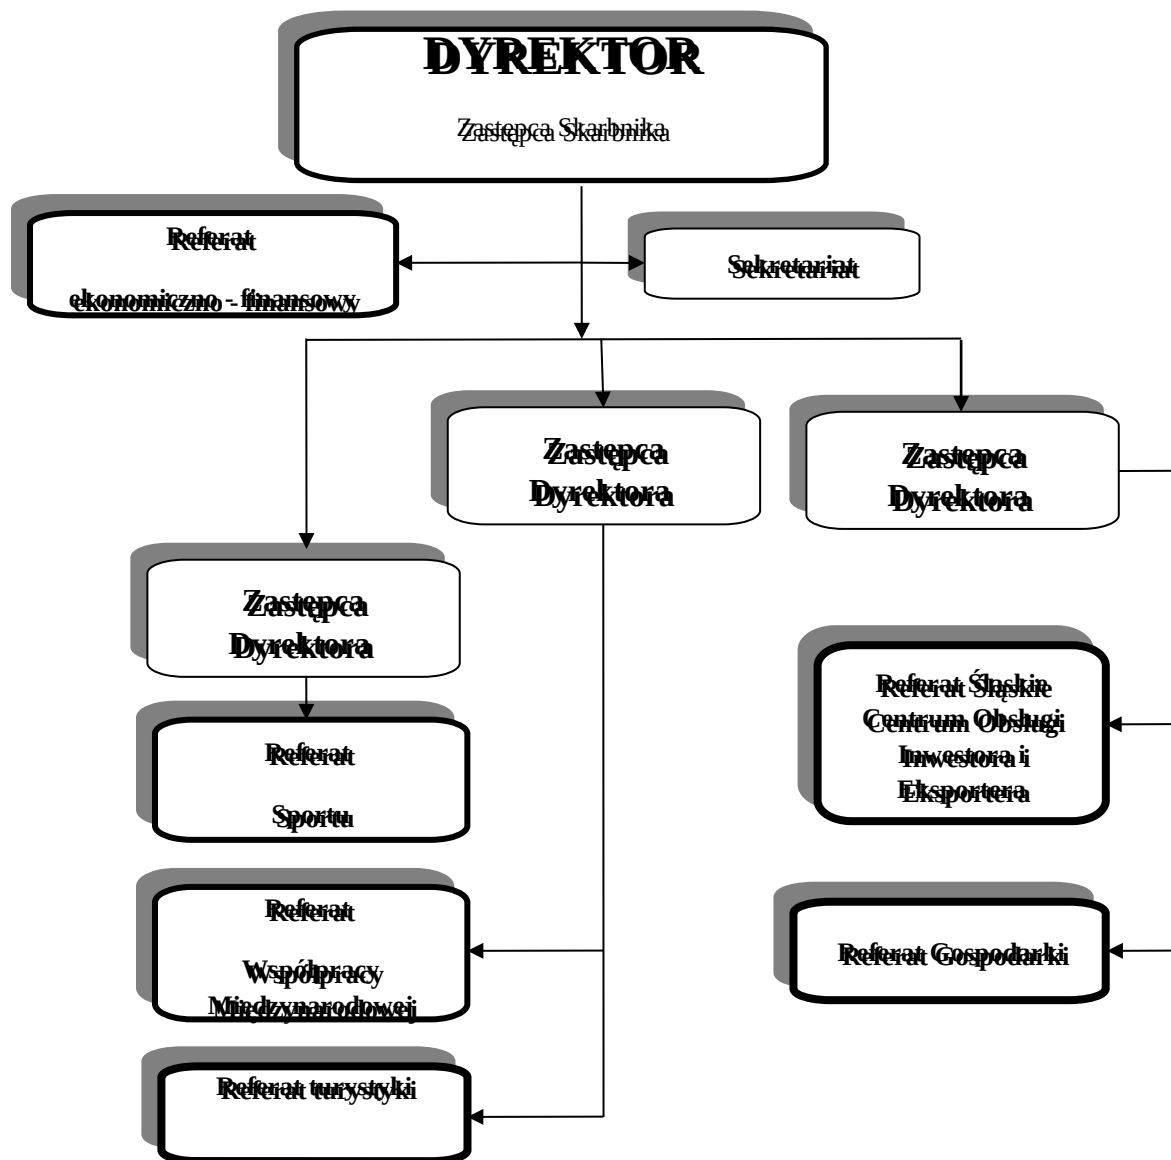 DYREKTOR
Zastępca Skarbnika
Referat
ekonomiczno - finansowy
Sekretariat
Zastępca
Dyrektora
Zastępca
Dyrektora
Zastępca
Dyrektora
Referat
Sportu
Referat Śląskie
Centrum Obsługi
Inwestora i
Eksportera
Referat
Współpracy
Międzynarodowej
Referat Gospodarki
Referat turystyki